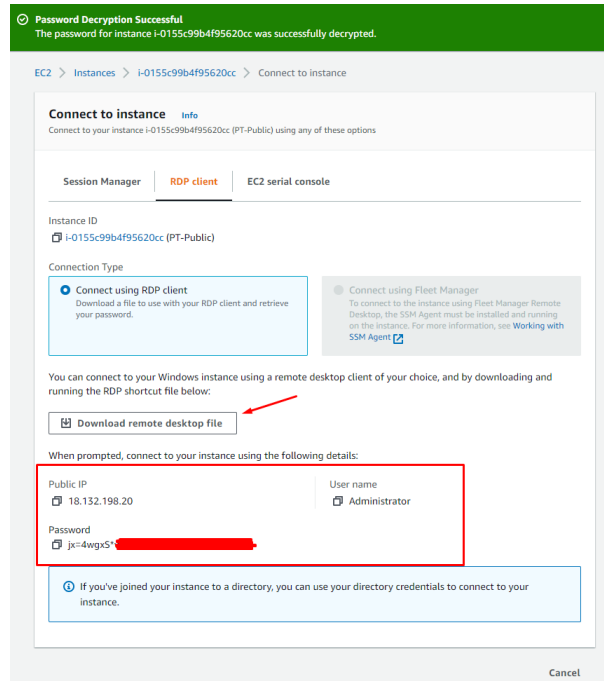 Password Decryption Successful
The password for instance i-0155c99b4f95620cc was successfully decrypted.
EC2 > Instances > i-0155c99b4f95620cc > Connect to instance
Connect to instance Info
Connect to your instance i-0155c99b4f95620cc (PT-Public) using any of these options
Session Manager RDP client EC2 serial console
Instance ID
i-0155c99b4f95620cc (PT-Public)
Connection Type
Connect using RDP client
Download a file to use with your RDP client and retrieve
your password.
Connect using Fleet Manager
To connect to the instance using Fleet Manager Remote
Desktop, the SSM Agent must be installed and running
on the instance. For more information, see Working with
SSM Agent
You can connect to your Windows instance using a remote desktop client of your choice, and by downloading and
running the RDP shortcut file below:
Download remote desktop file
When prompted, connect to your instance using the following details:
Public IP
18.132.198.20
User name
Administrator
Password
jx=4wgxS*
If you've joined your instance to a directory, you can use your directory credentials to connect to your
instance.
Cancel